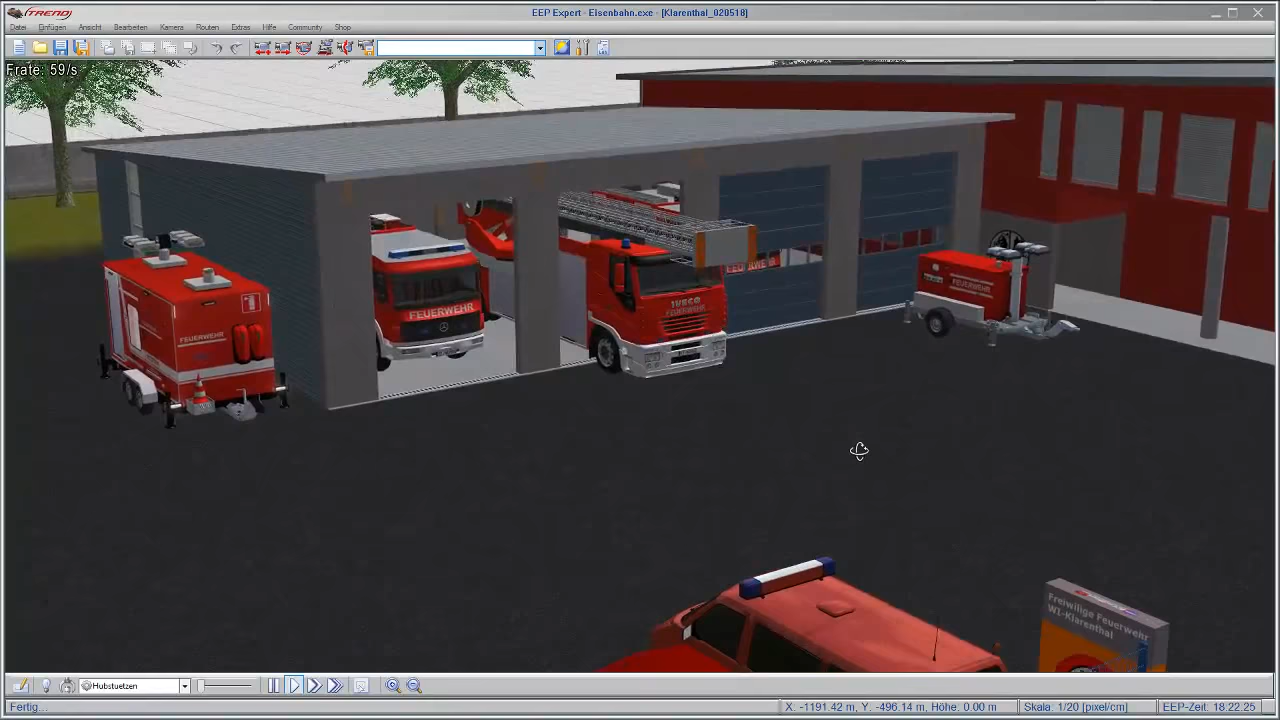 TREND
EEP Expert - Eisenbahn.exe - [Klarenthal_020518]
Datei Einfügen Ansicht Bearbeiten Kamera Routen Extras Hilfe Community Shop
Frate: 59/s
FEUERWEHR
FEUERWEHR
IVECO
FEUERWEHR
FEUERWEHR
FEUERWEHR
Freiwillige Feuerwehr
WI-Klarenthal
Hubstuetzen
Fertig...
X: -1191.42 m, Y: -496.14 m, Höhe: 0.00 m
Skala: 1/20 [pixel/cm]
EEP-Zeit: 18:22.25